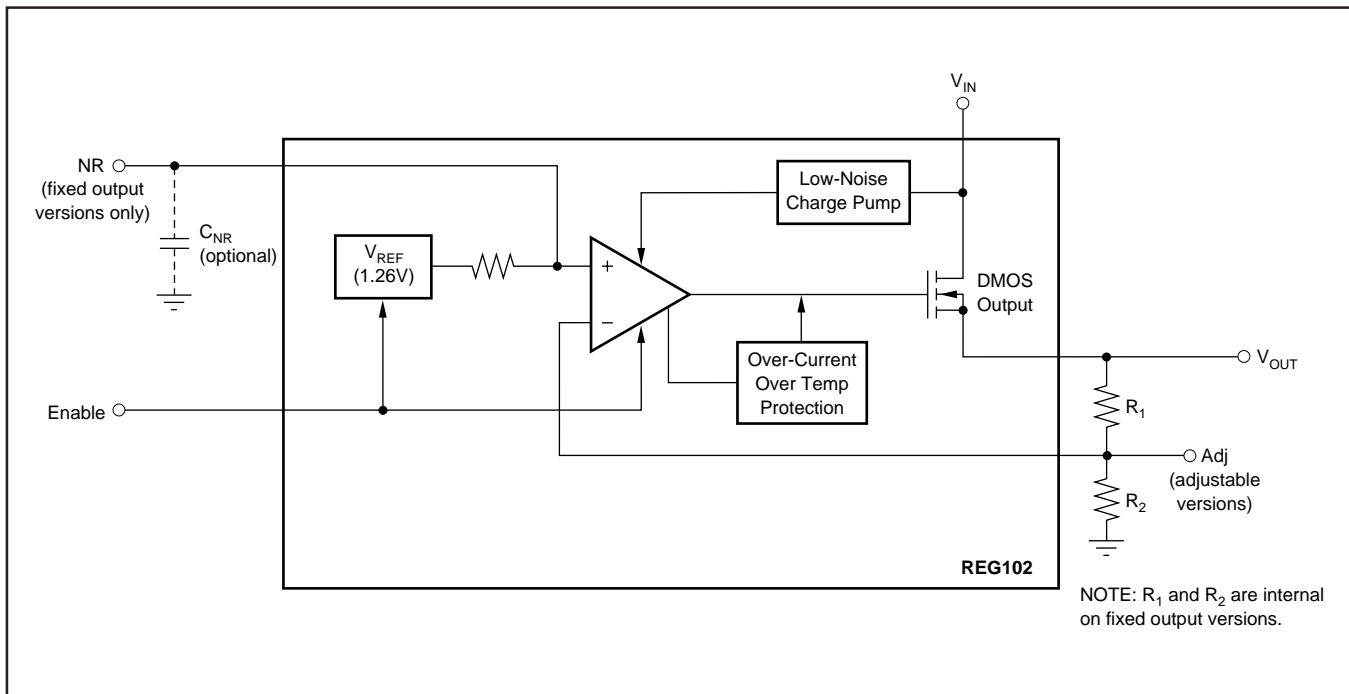 V_IN
NR
(fixed output
versions only)
C_NR
(optional)
Low-Noise
Charge Pump
V_REF
(1.26V)
+
−
DMOS
Output
Over-Current
Over Temp
Protection
V_OUT
R_1
Enable
Adj
(adjustable
versions)
R_2
REG102
NOTE: R_1 and R_2 are internal
on fixed output versions.